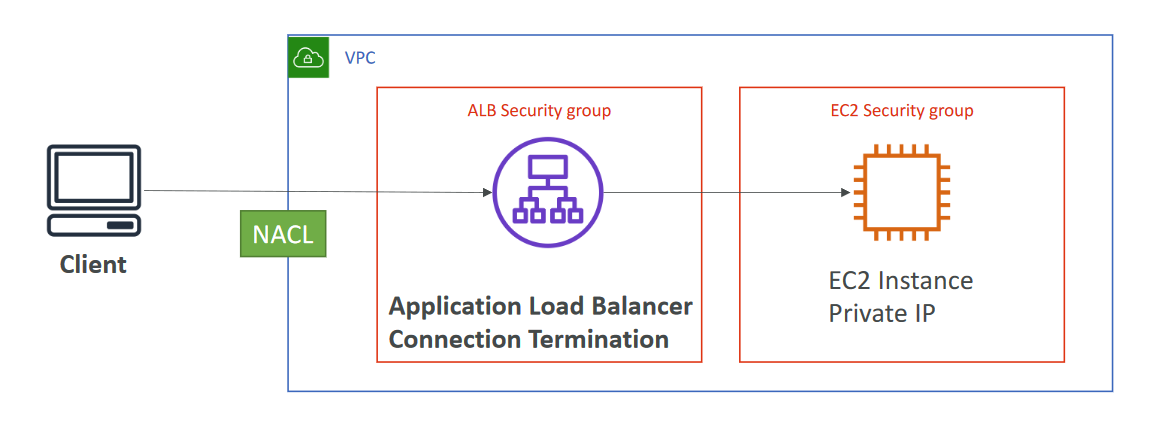 VPC
ALB Security group
EC2 Security group
NACL
Client
Application Load Balancer
Connection Termination
EC2 Instance
Private IP